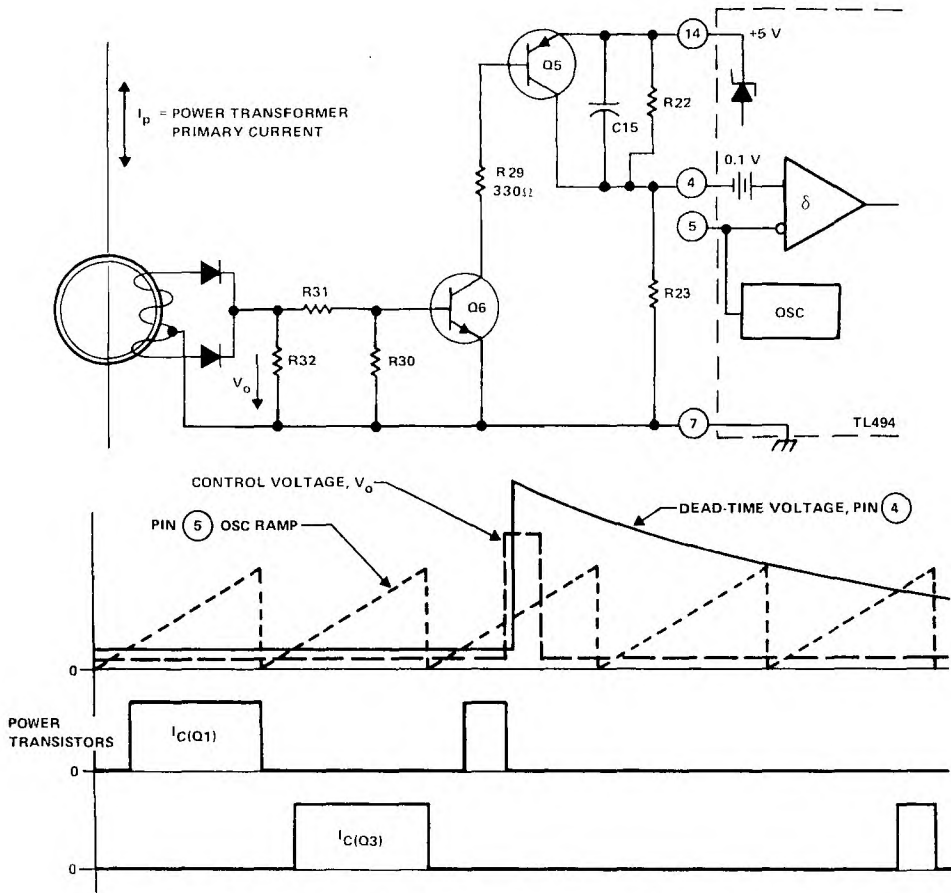 14
+5 V
Q5
Ip = POWER TRANSFORMER
PRIMARY CURRENT
R22
C15
0.1 V
R29
330Ω
4
δ
5
R31
Q6
R23
OSC
R32
R30
Vo
7
TL494
CONTROL VOLTAGE, Vo
PIN 5 OSC RAMP
DEAD-TIME VOLTAGE, PIN 4
0
POWER
TRANSISTORS
IC(Q1)
0
IC(Q3)
0